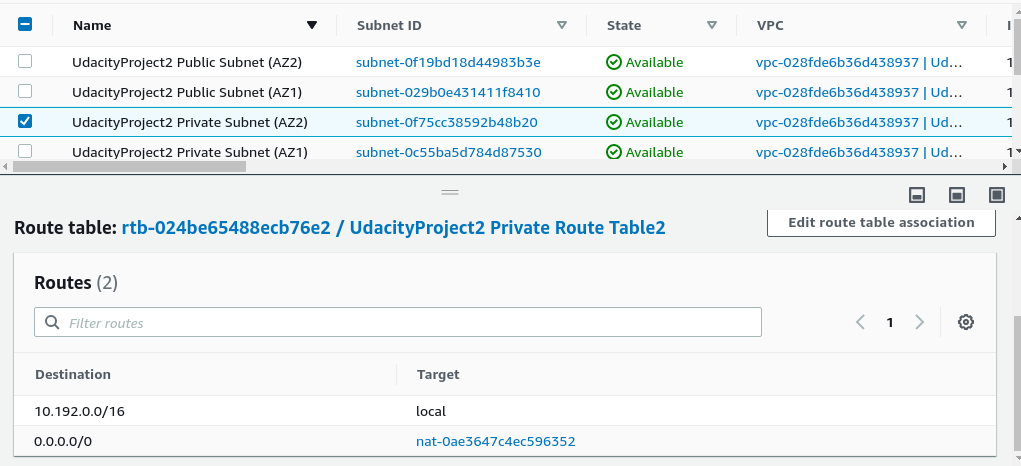 Name Subnet ID State VPC
UdacityProject2 Public Subnet (AZ2) subnet-0f19bd18d44983b3e Available vpc-028fde6b36d438937 | Ud...
UdacityProject2 Public Subnet (AZ1) subnet-029b0e431411f8410 Available vpc-028fde6b36d438937 | Ud...
UdacityProject2 Private Subnet (AZ2) subnet-0f75cc38592b48b20 Available vpc-028fde6b36d438937 | Ud...
UdacityProject2 Private Subnet (AZ1) subnet-0c55ba5d784d87530 Available vpc-028fde6b36d438937 | Ud...
Route table: rtb-024be65488ecb76e2 / UdacityProject2 Private Route Table2 Edit route table association
Routes (2)
Filter routes 1
Destination Target
10.192.0.0/16 local
0.0.0.0/0 nat-0ae3647c4ec596352